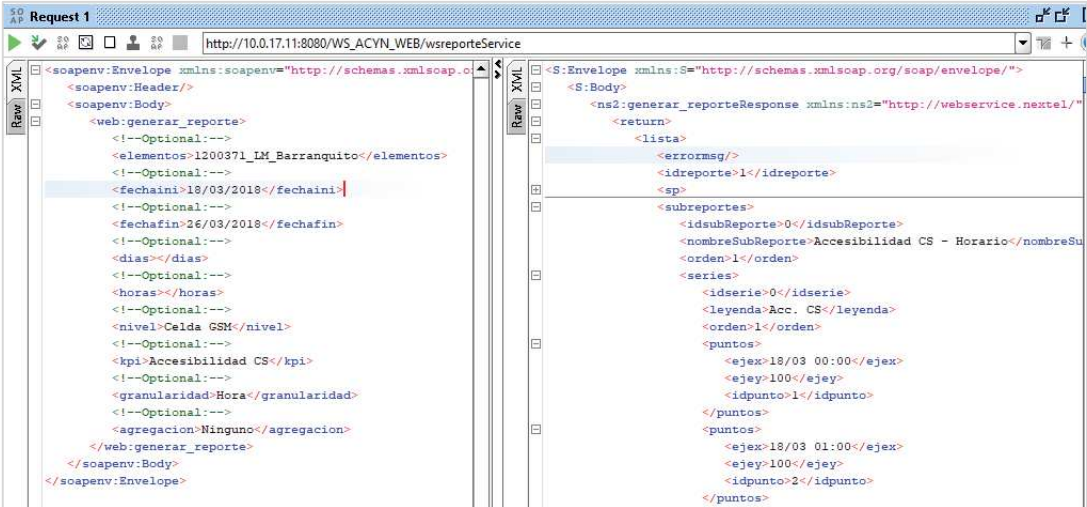 Request 1
http://10.0.17.11:8080/WS_ACYN_WEB/wsreporteService
XML
Raw
<soapenv:Envelope xmlns:soapenv="http://schemas.xmlsoap.o
<soapenv:Header/>
<soapenv:Body>
<web:generar_reporte>
<!--Optional:-->
<elementos>1200371_LM_Barranquito</elementos>
<!--Optional:-->
<fechaini>18/03/2018</fechaini>
<!--Optional:-->
<fechafin>26/03/2018</fechafin>
<!--Optional:-->
<dias></dias>
<!--Optional:-->
<horas></horas>
<!--Optional:-->
<nivel>Celda GSM</nivel>
<!--Optional:-->
<kpi>Accesibilidad CS</kpi>
<!--Optional:-->
<granularidad>Hora</granularidad>
<!--Optional:-->
<agregacion>Ninguno</agregacion>
</web:generar_reporte>
</soapenv:Body>
</soapenv:Envelope>
XML
Raw
<S:Envelope xmlns:S="http://schemas.xmlsoap.org/soap/envelope/">
<S:Body>
<ns2:generar_reporteResponse xmlns:ns2="http://webservice.nextel/"
<return>
<lista>
<errormsg/>
<idreporte>1</idreporte>
<sp>
<subreportes>
<idsubReporte>0</idsubReporte>
<nombreSubReporte>Accesibilidad CS - Horario</nombreSu
<orden>1</orden>
<series>
<idserie>0</idserie>
<leyenda>Acc. CS</leyenda>
<orden>1</orden>
<puntos>
<ejex>18/03 00:00</ejex>
<ejey>100</ejey>
<idpunto>1</idpunto>
</puntos>
<puntos>
<ejex>18/03 01:00</ejex>
<ejey>100</ejey>
<idpunto>2</idpunto>
</puntos>